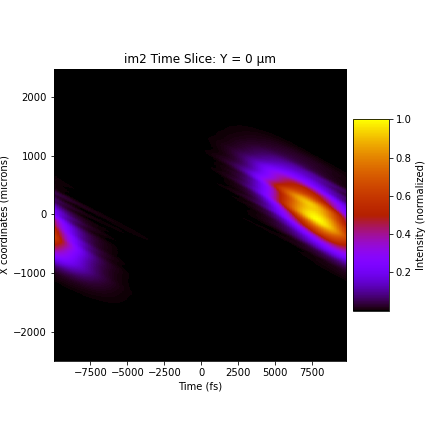 im2 Time Slice: Y = 0 μm
2000
1000
0
−1000
−2000
X coordinates (microns)
−7500 −5000 −2500 0 2500 5000 7500
Time (fs)
1.0
0.8
0.6
0.4
0.2
Intensity (normalized)